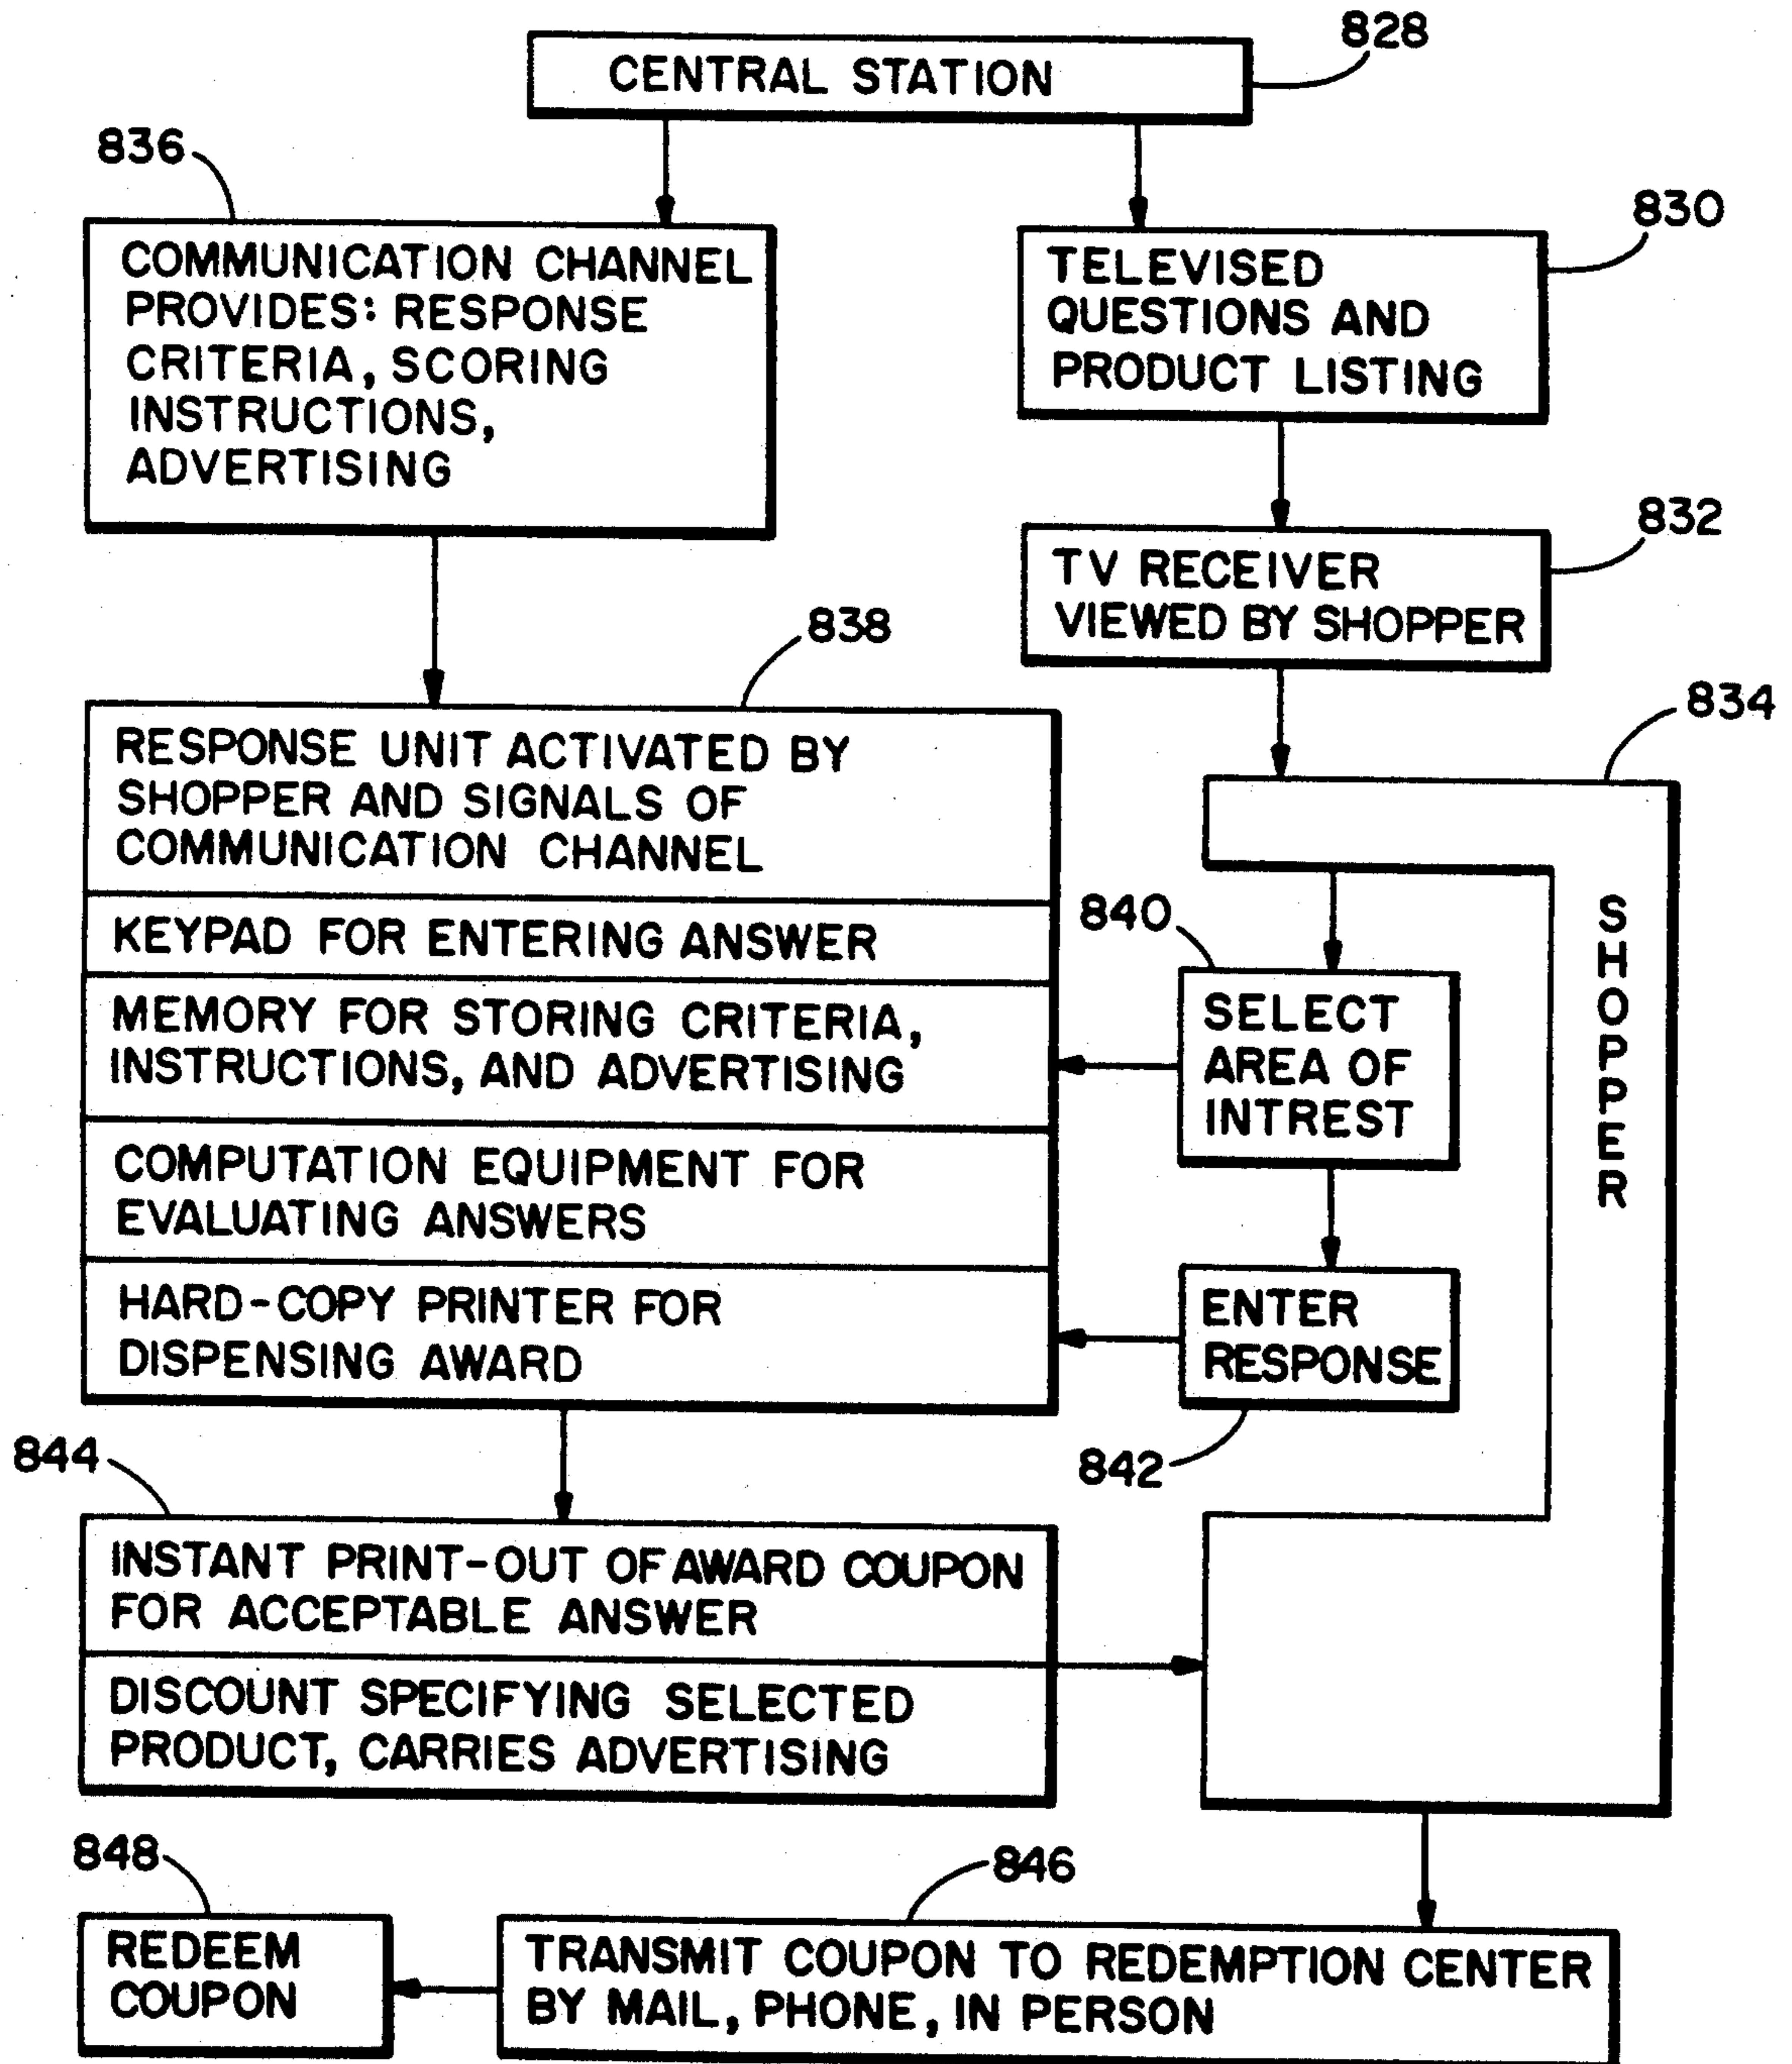 828
CENTRAL STATION
836
COMMUNICATION CHANNEL
PROVIDES: RESPONSE
CRITERIA, SCORING
INSTRUCTIONS,
ADVERTISING
830
TELEVISED
QUESTIONS AND
PRODUCT LISTING
832
TV RECEIVER
VIEWED BY SHOPPER
838
RESPONSE UNIT ACTIVATED BY
SHOPPER AND SIGNALS OF
COMMUNICATION CHANNEL
KEYPAD FOR ENTERING ANSWER
MEMORY FOR STORING CRITERIA,
INSTRUCTIONS, AND ADVERTISING
COMPUTATION EQUIPMENT FOR
EVALUATING ANSWERS
HARD-COPY PRINTER FOR
DISPENSING AWARD
834
SHOPPER
840
SELECT
AREA OF
INTREST
ENTER
RESPONSE
842
844
INSTANT PRINT-OUT OF AWARD COUPON
FOR ACCEPTABLE ANSWER
DISCOUNT SPECIFYING SELECTED
PRODUCT, CARRIES ADVERTISING
848
REDEEM
COUPON
846
TRANSMIT COUPON TO REDEMPTION CENTER
BY MAIL, PHONE, IN PERSON